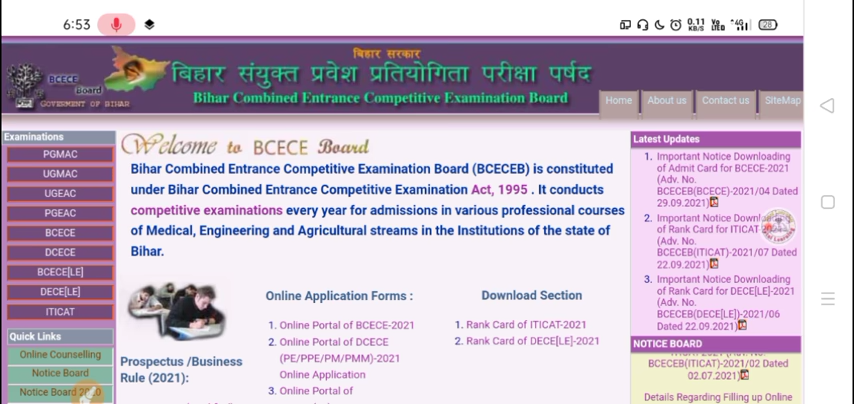 6:53
0.11
KB/S
Vo
LTE
4G
28
बिहार सरकार
बिहार संयुक्त प्रवेश प्रतियोगिता परीक्षा पर्षद
Bihar Combined Entrance Competitive Examination Board
BCECE
Board
GOVERNMENT OF BIHAR
Home
About us
Contact us
SiteMap
Examinations
PGMAC
UGMAC
UGEAC
PGEAC
BCECE
DCECE
BCECE[LE]
DECE[LE]
ITICAT
Quick Links
Online Counselling
Notice Board
Notice Board
Welcome to BCECE Board
Bihar Combined Entrance Competitive Examination Board (BCECEB) is constituted
under Bihar Combined Entrance Competitive Examination Act, 1995 . It conducts
competitive examinations every year for admissions in various professional courses
of Medical, Engineering and Agricultural streams in the Institutions of the state of
Bihar.
Prospectus /Business
Rule (2021):
Online Application Forms :
1. Online Portal of BCECE-2021
2. Online Portal of DCECE
(PE/PPE/PM/PMM)-2021
Online Application
3. Online Portal of
Download Section
1. Rank Card of ITICAT-2021
2. Rank Card of DECE[LE]-2021
Latest Updates
1. Important Notice Downloading
of Admit Card for BCECE-2021
(Adv. No.
BCECEB(BCECE)-2021/04 Dated
29.09.2021)
2. Important Notice
of Rank Card for ITICAT
(Adv. No.
BCECEB(ITICAT)-2021/07 Dated
22.09.2021)
3. Important Notice Downloading
of Rank Card for DECE[LE]-2021
(Adv. No.
BCECEB(DECE[LE])-2021/06
Dated 22.09.2021)
NOTICE BOARD
BCECEB(ITICAT)-2021/02 Dated
02.07.2021)
Details Regarding Filling up Online